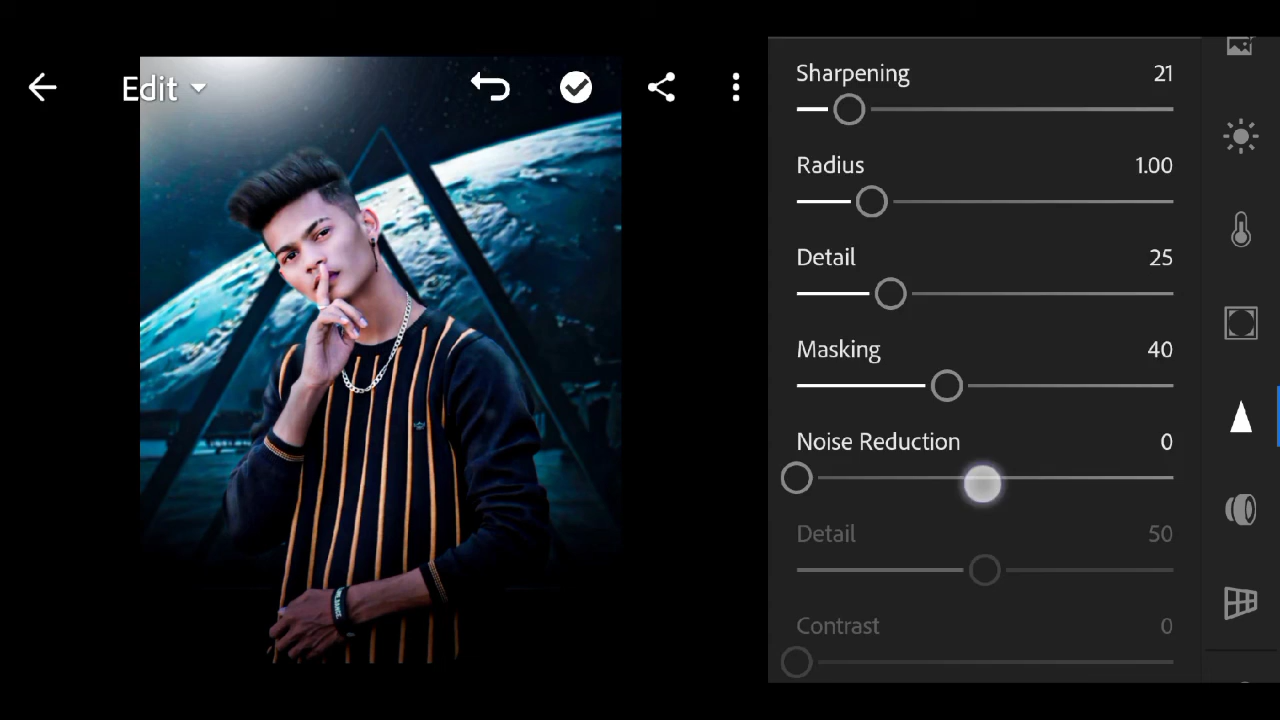 Edit
Sharpening 21
Radius 1.00
Detail 25
Masking 40
Noise Reduction 0
Detail 50
Contrast 0